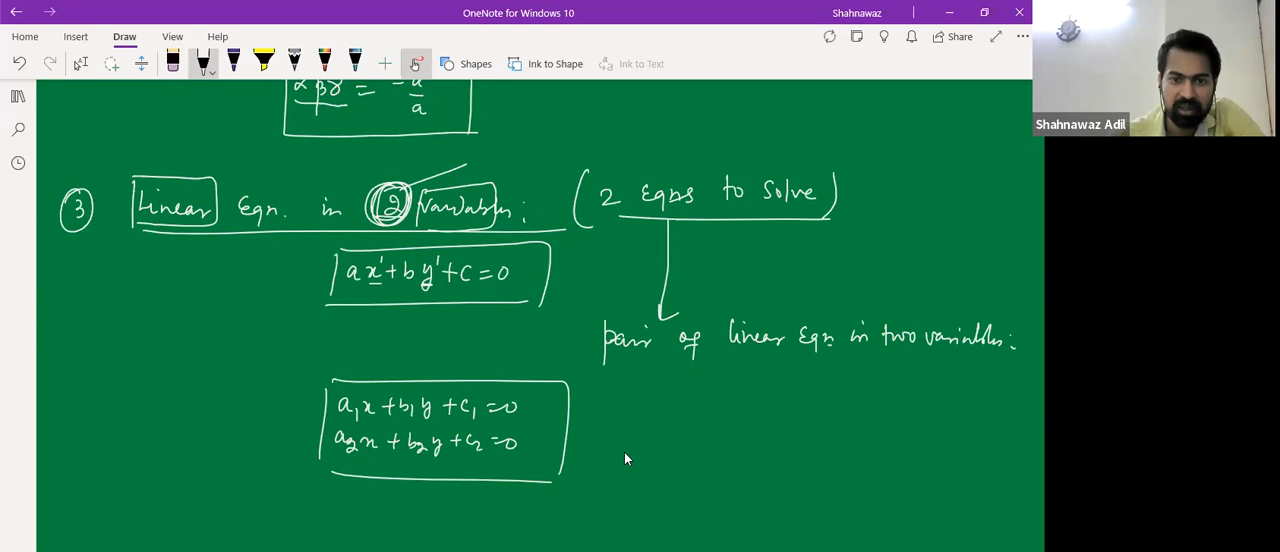 OneNote for Windows 10
Shahnawaz
Home Insert Draw View Help
Share
Shapes Ink to Shape Ink to Text
αβγ = -d/a
Shahnawaz Adil
3 Linear Eqn. in 2 variables: (2 Eqns to solve)
ax¹+by¹+c=0
pair of linear Eqn. in two variables:
a₁x+b₁y+c₁=0
a₂x+b₂y+c₂=0